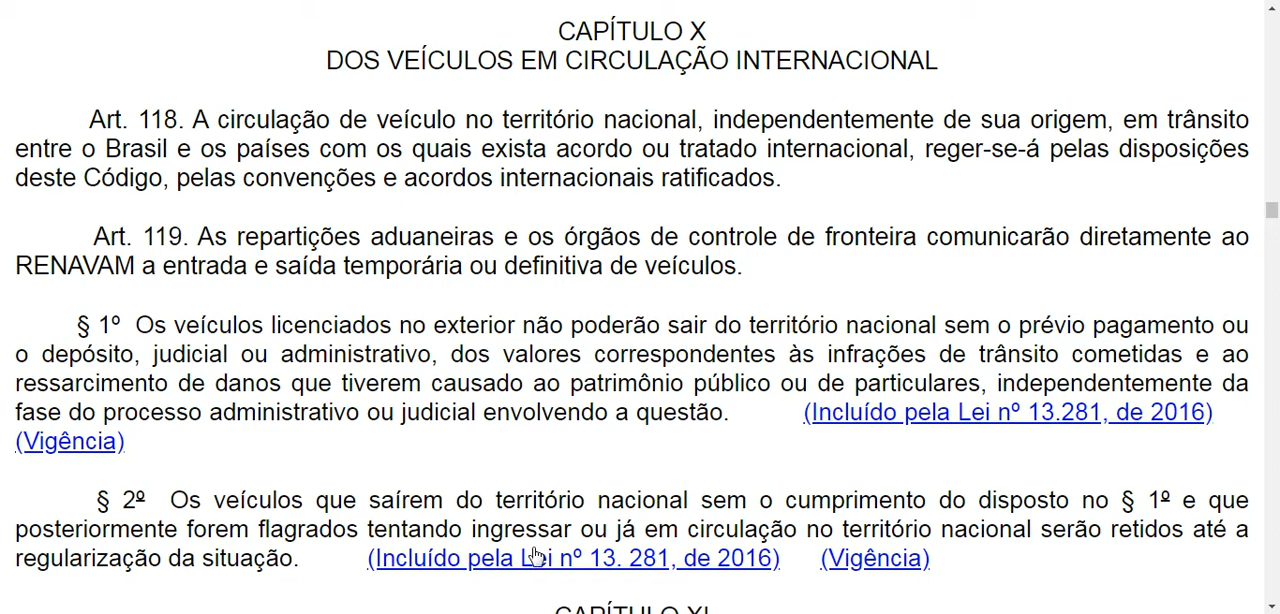 CAPÍTULO X
DOS VEÍCULOS EM CIRCULAÇÃO INTERNACIONAL
Art. 118. A circulação de veículo no território nacional, independentemente de sua origem, em trânsito
entre o Brasil e os países com os quais exista acordo ou tratado internacional, reger-se-á pelas disposições
deste Código, pelas convenções e acordos internacionais ratificados.
Art. 119. As repartições aduaneiras e os órgãos de controle de fronteira comunicarão diretamente ao
RENAVAM a entrada e saída temporária ou definitiva de veículos.
§ 1º Os veículos licenciados no exterior não poderão sair do território nacional sem o prévio pagamento ou
o depósito, judicial ou administrativo, dos valores correspondentes às infrações de trânsito cometidas e ao
ressarcimento de danos que tiverem causado ao patrimônio público ou de particulares, independentemente da
fase do processo administrativo ou judicial envolvendo a questão. (Incluído pela Lei nº 13.281, de 2016)
(Vigência)
§ 2º Os veículos que saírem do território nacional sem o cumprimento do disposto no § 1º e que
posteriormente forem flagrados tentando ingressar ou já em circulação no território nacional serão retidos até a
regularização da situação. (Incluído pela Lei nº 13. 281, de 2016) (Vigência)
CAPÍTULO XI